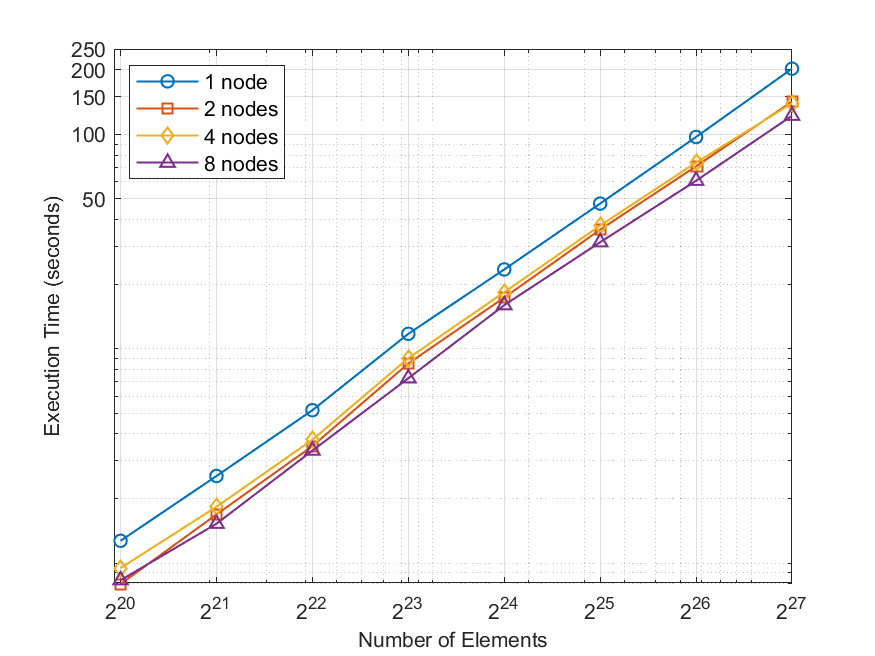 250
200
150
100
50
1 node
2 nodes
4 nodes
8 nodes
Execution Time (seconds)
2^20 2^21 2^22 2^23 2^24 2^25 2^26 2^27
Number of Elements